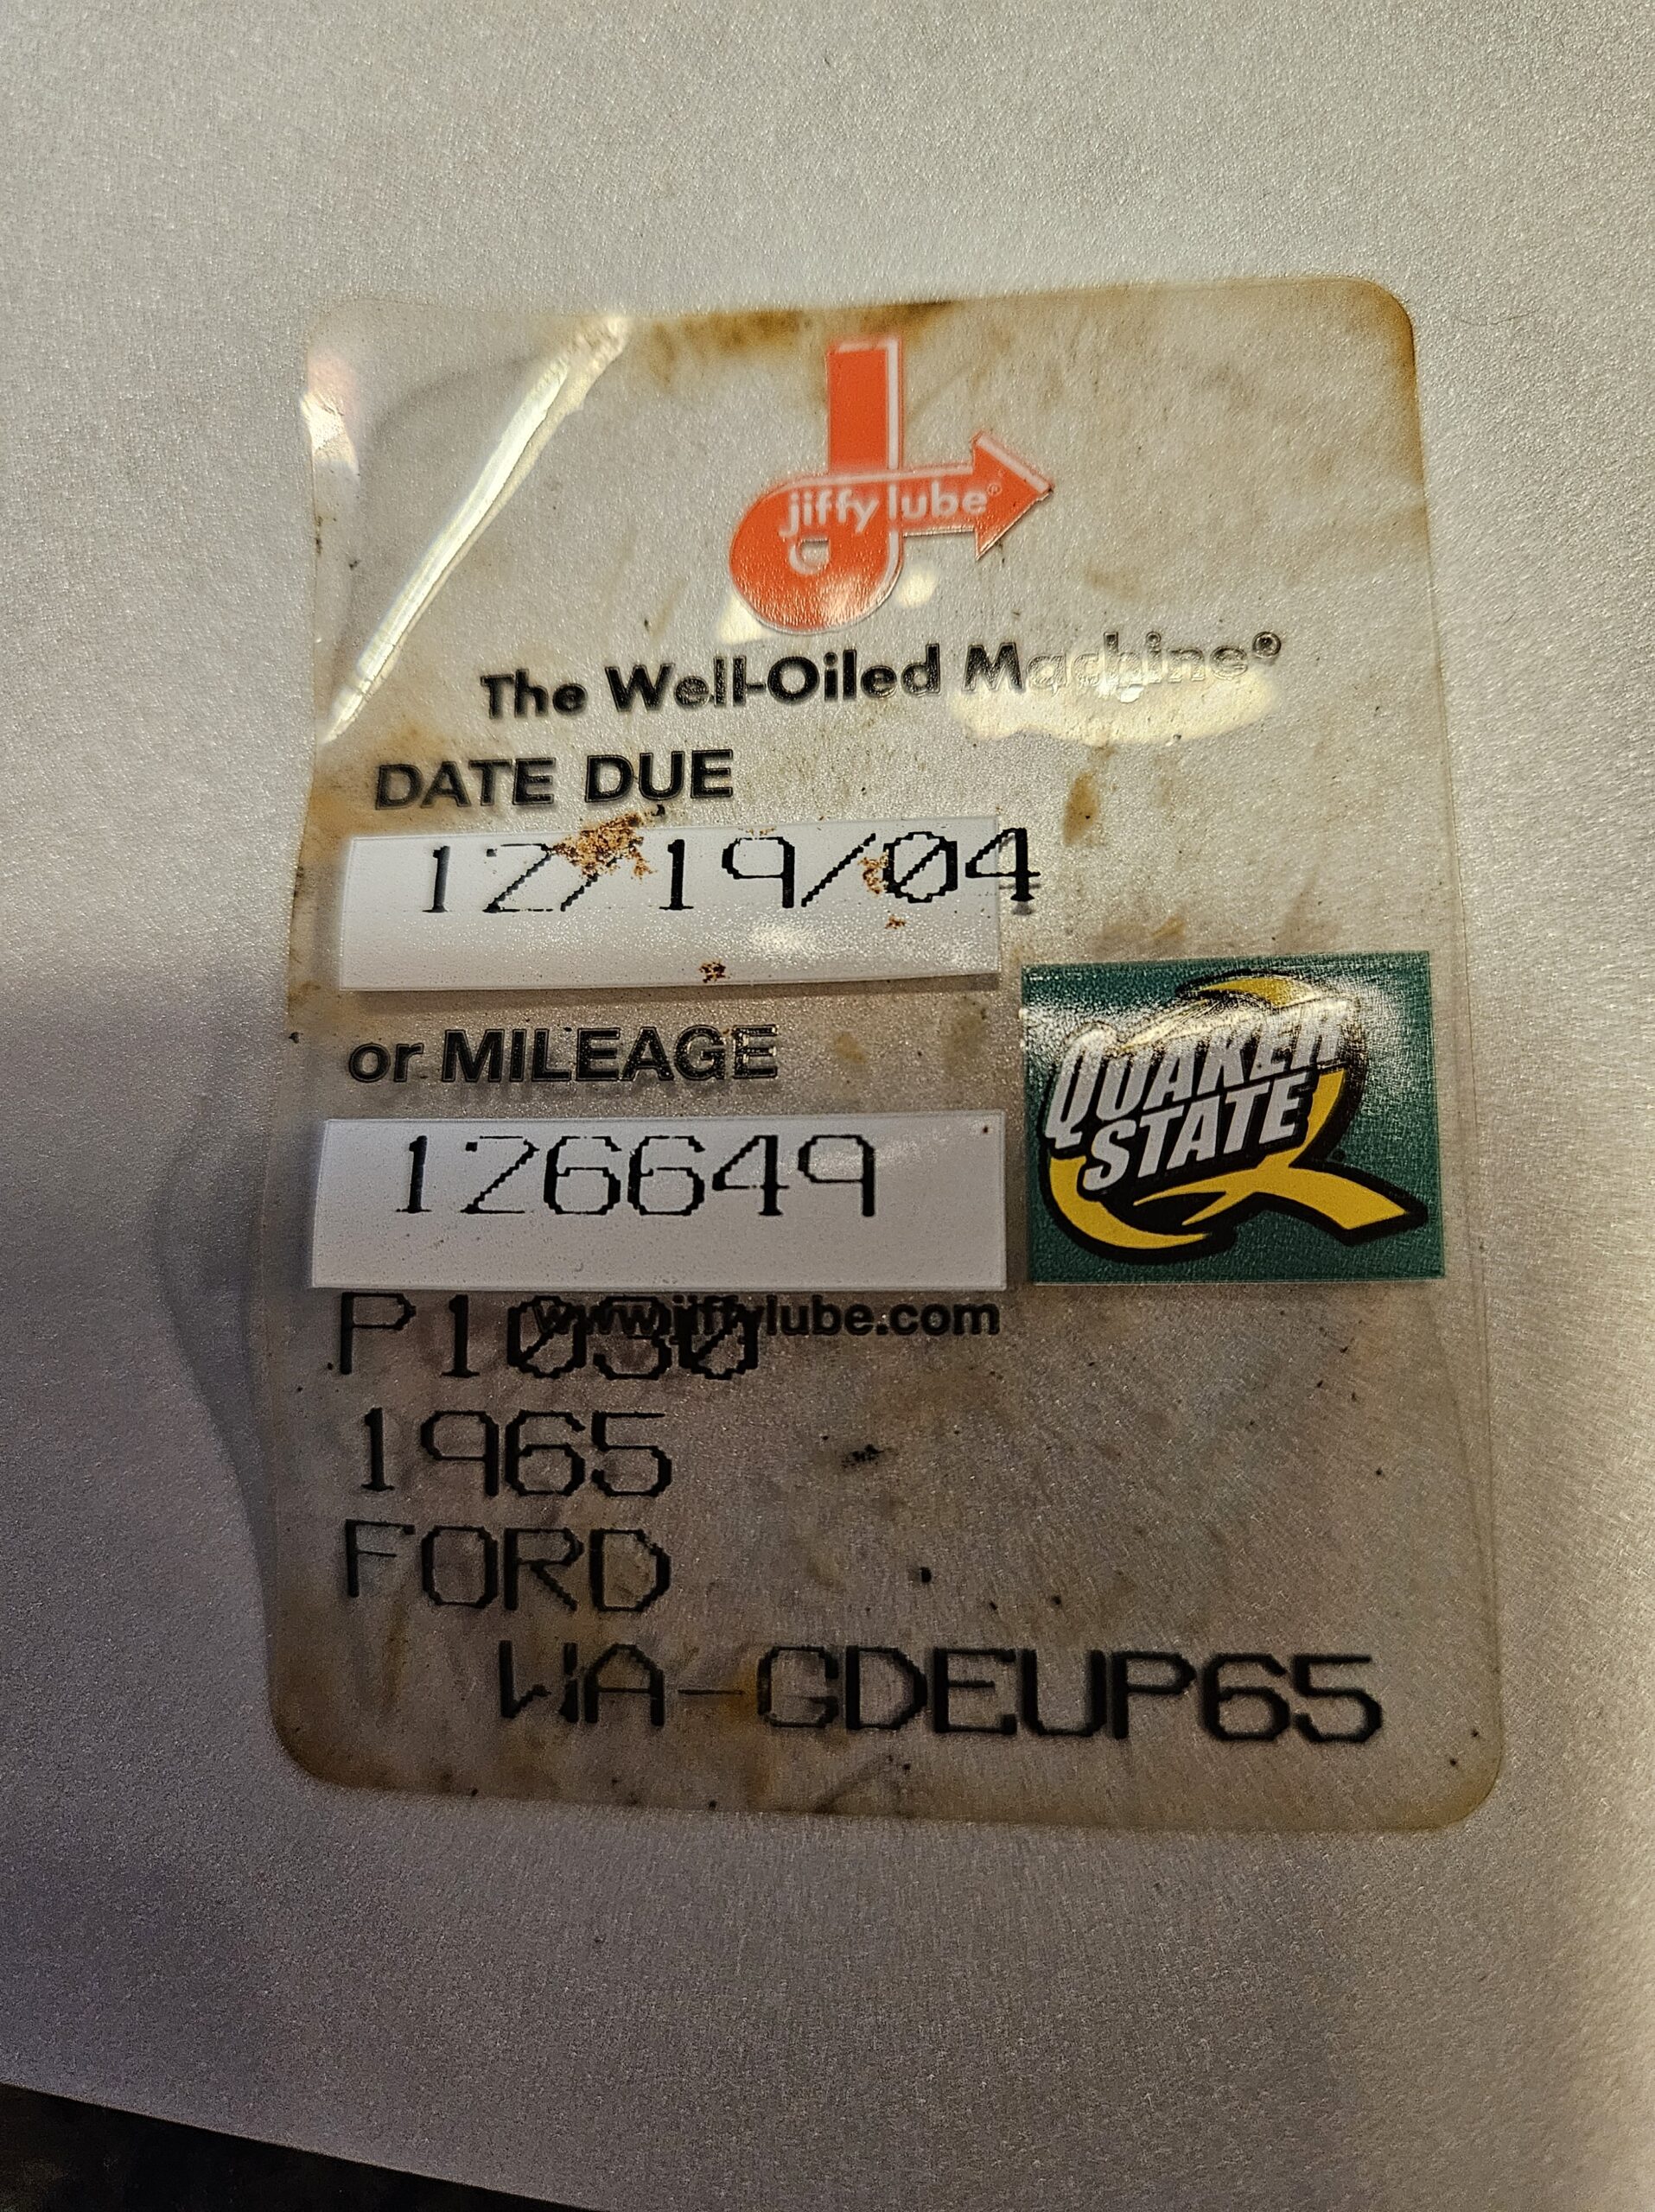 jiffy lube®
The Well-Oiled Machine®
DATE DUE
12/19/04
or MILEAGE
126649
QUAKER
STATE
www.jiffylube.com
P1030
1965
FORD
WA-GDEUP65